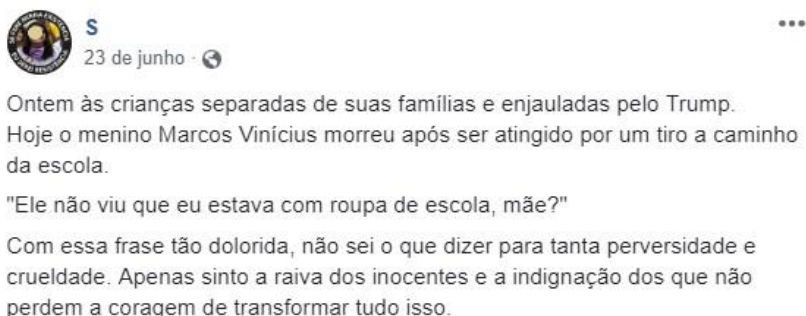 S
23 de junho ·
Ontem às crianças separadas de suas famílias e enjauladas pelo Trump.
Hoje o menino Marcos Vinícius morreu após ser atingido por um tiro a caminho
da escola.
"Ele não viu que eu estava com roupa de escola, mãe?"
Com essa frase tão dolorida, não sei o que dizer para tanta perversidade e
crueldade. Apenas sinto a raiva dos inocentes e a indignação dos que não
perdem a coragem de transformar tudo isso.